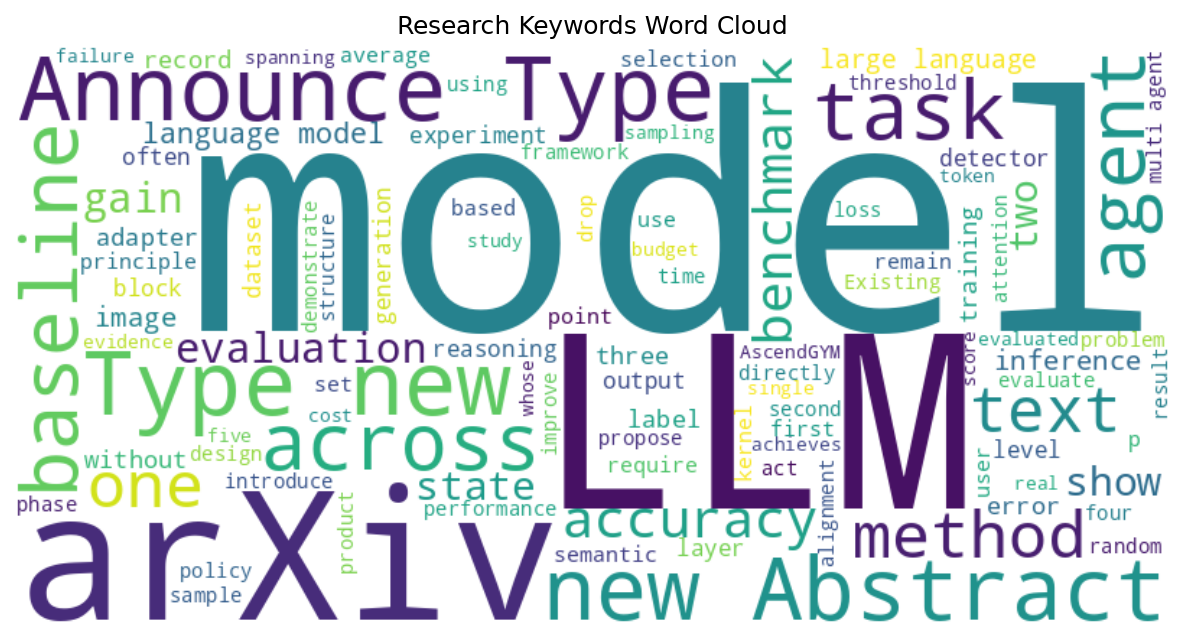 Research Keywords Word Cloud
failure
record
spanning
average
selection
large language
Announce Type
using
threshold
task
agent
multi agent
language model
experiment
sampling
benchmark
often
framework
detector
token
baseline
gain
model
two
adapter
principle
block
image
evidence
dataset
demonstrate
structure
generation
based
study
drop
use
budget
time
loss
remain
Existing
training
attention
point
evaluation
reasoning
LLM
three
output
AscendGYM
directly
single
score
evaluated
problem
inference
evaluate
result
Type new
set
cost
whose
improve
label
propose
require
kernel
second
first
achieves
act
text
p
level
across
five
design
without
one
introduce
state
performance
phase
product
user
real
show
error
four
alignment
accuracy
method
random
arXiv
policy
sample
semantic
layer
new Abstract